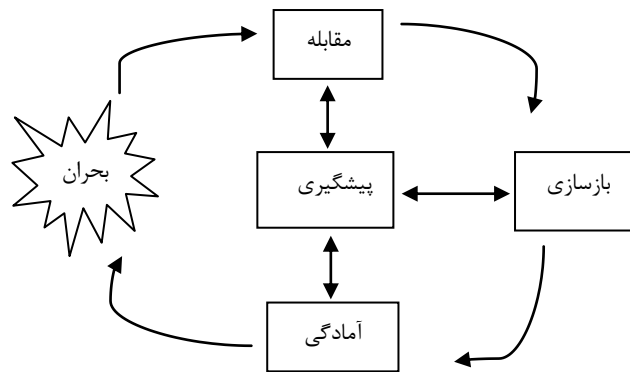 مقابله
بحران
پیشگیری
بازسازی
آمادگی